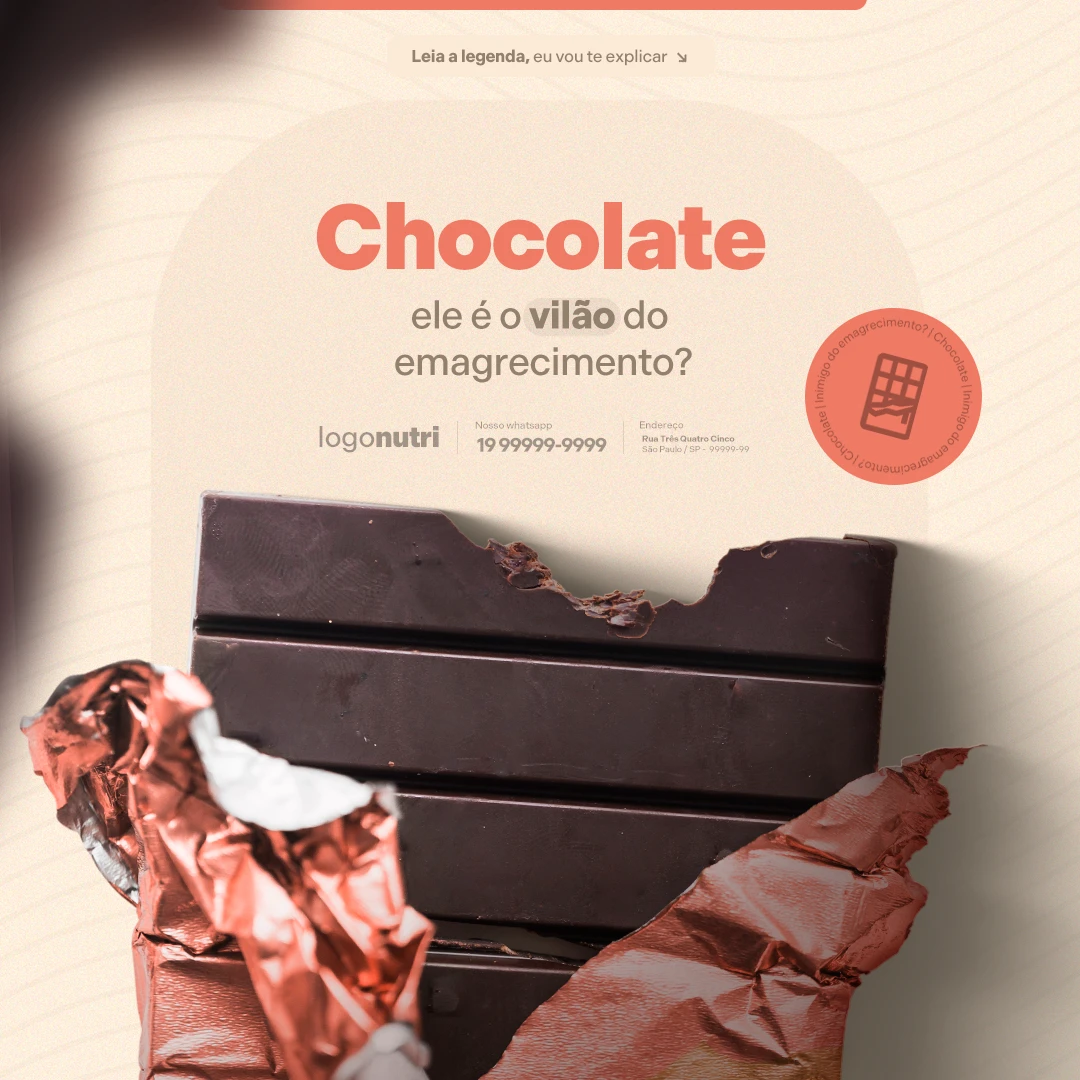 Leia a legenda, eu vou te explicar ↘
Chocolate
ele é o vilão do
emagrecimento?
logonutri
Nosso whatsapp
19 99999-9999
Endereço
Rua Três Quatro Cinco
São Paulo / SP - 99999-99
Chocolate | Inimigo do emagrecimento? | Chocolate | Inimigo do emagrecimento? |